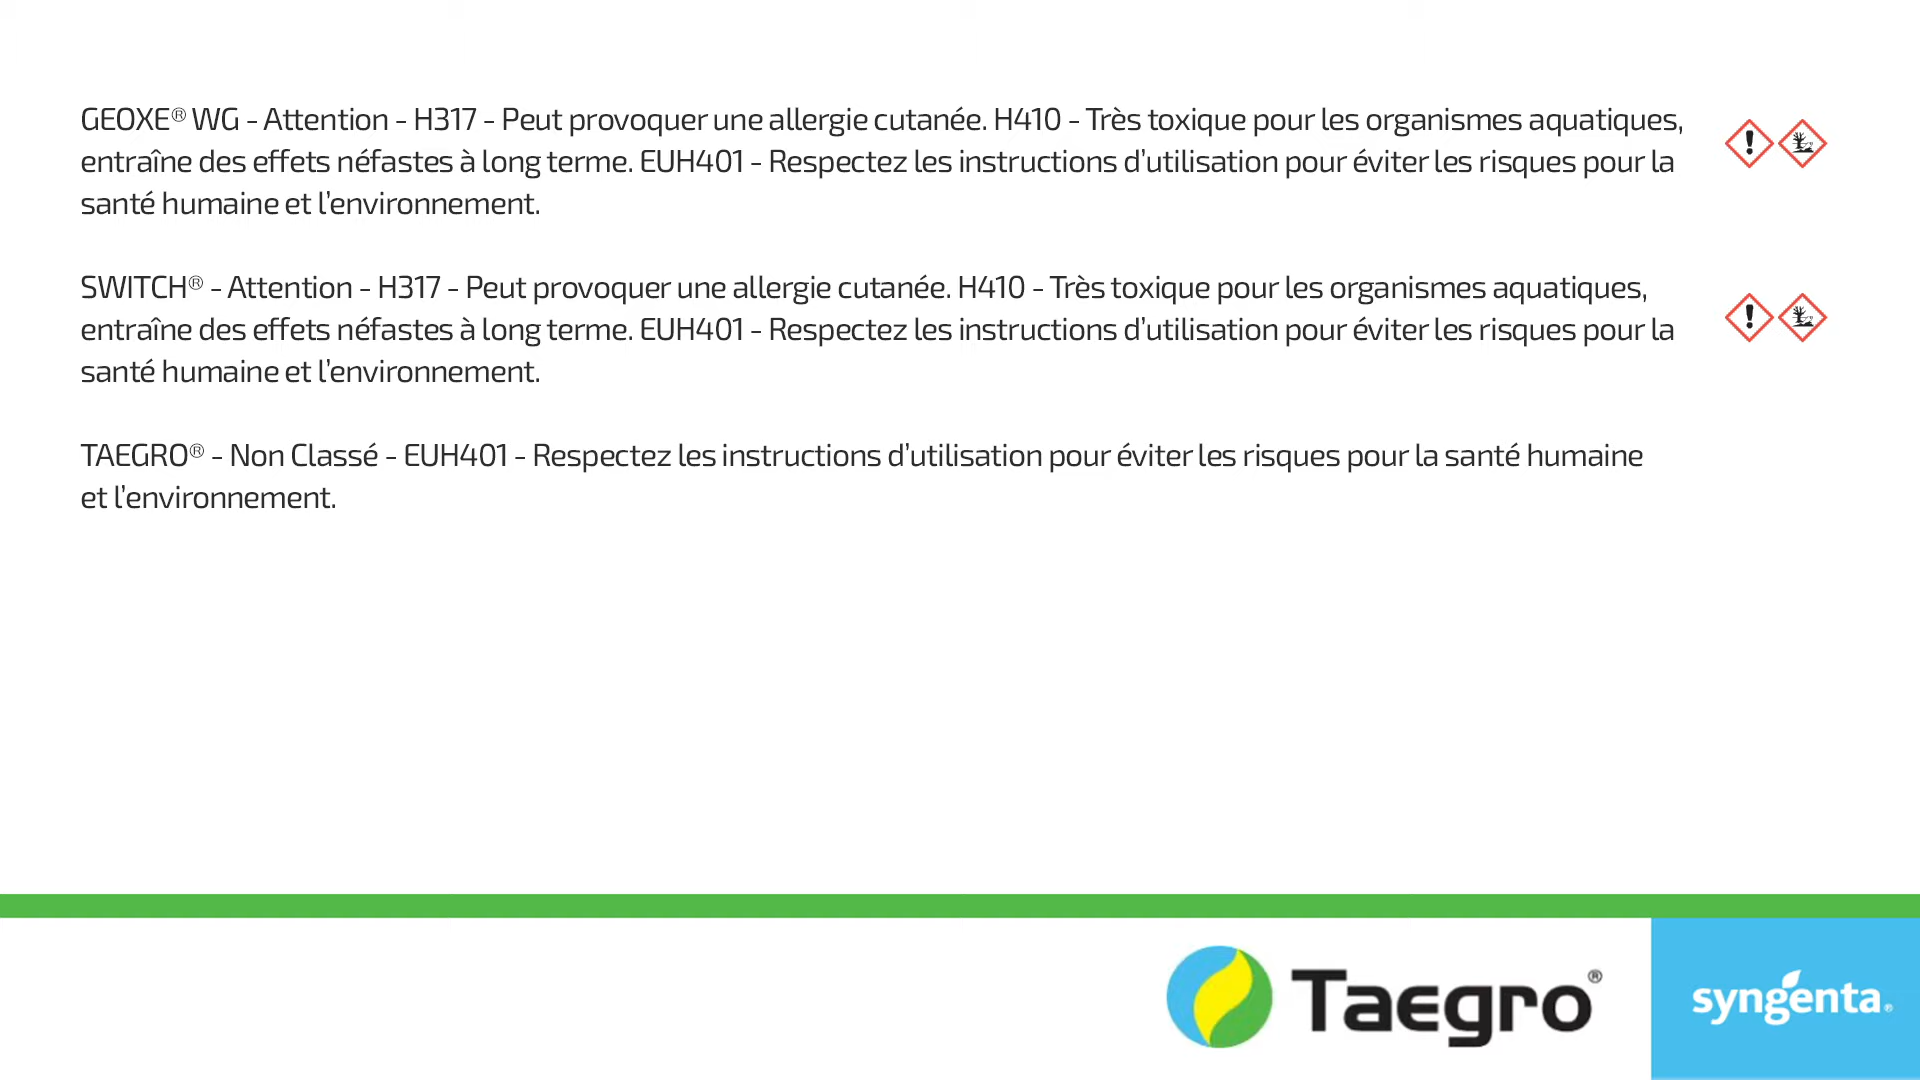 GEOXE® WG - Attention - H317 - Peut provoquer une allergie cutanée. H410 - Très toxique pour les organismes aquatiques,
entraîne des effets néfastes à long terme. EUH401 - Respectez les instructions d’utilisation pour éviter les risques pour la
santé humaine et l’environnement.
SWITCH® - Attention - H317 - Peut provoquer une allergie cutanée. H410 - Très toxique pour les organismes aquatiques,
entraîne des effets néfastes à long terme. EUH401 - Respectez les instructions d’utilisation pour éviter les risques pour la
santé humaine et l’environnement.
TAEGRO® - Non Classé - EUH401 - Respectez les instructions d’utilisation pour éviter les risques pour la santé humaine
et l’environnement.
Taegro®
syngenta®